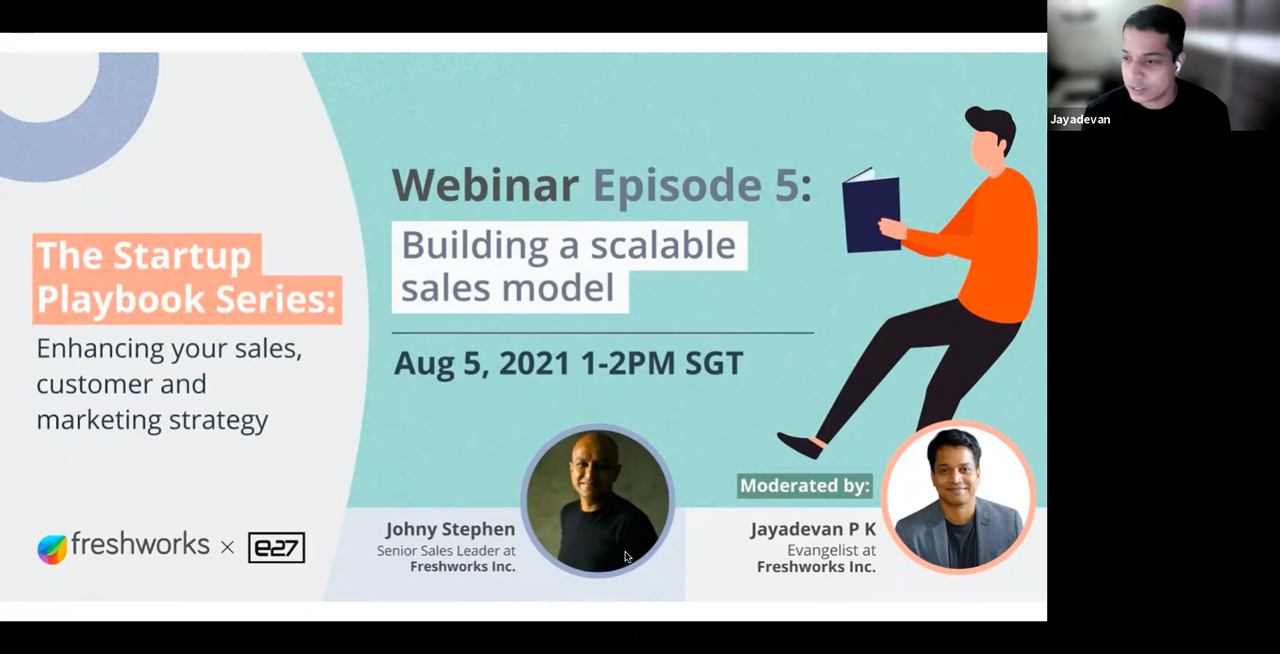 The Startup
Playbook Series:
Enhancing your sales,
customer and
marketing strategy
freshworks × e27
Webinar Episode 5:
Building a scalable
sales model
Aug 5, 2021 1-2PM SGT
Johny Stephen
Senior Sales Leader at
Freshworks Inc.
Moderated by:
Jayadevan P K
Evangelist at
Freshworks Inc.
Jayadevan